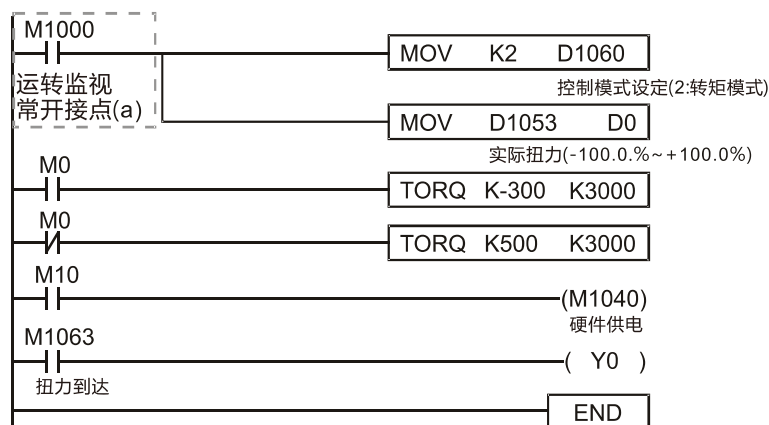 M1000
MOV K2 D1060
运转监视
常开接点(a)
控制模式设定(2:转矩模式)
MOV D1053 D0
实际扭力(-100.0.%~+100.0%)
M0
TORQ K-300 K3000
M0
TORQ K500 K3000
M10
(M1040)
硬件供电
M1063
( Y0 )
扭力到达
END